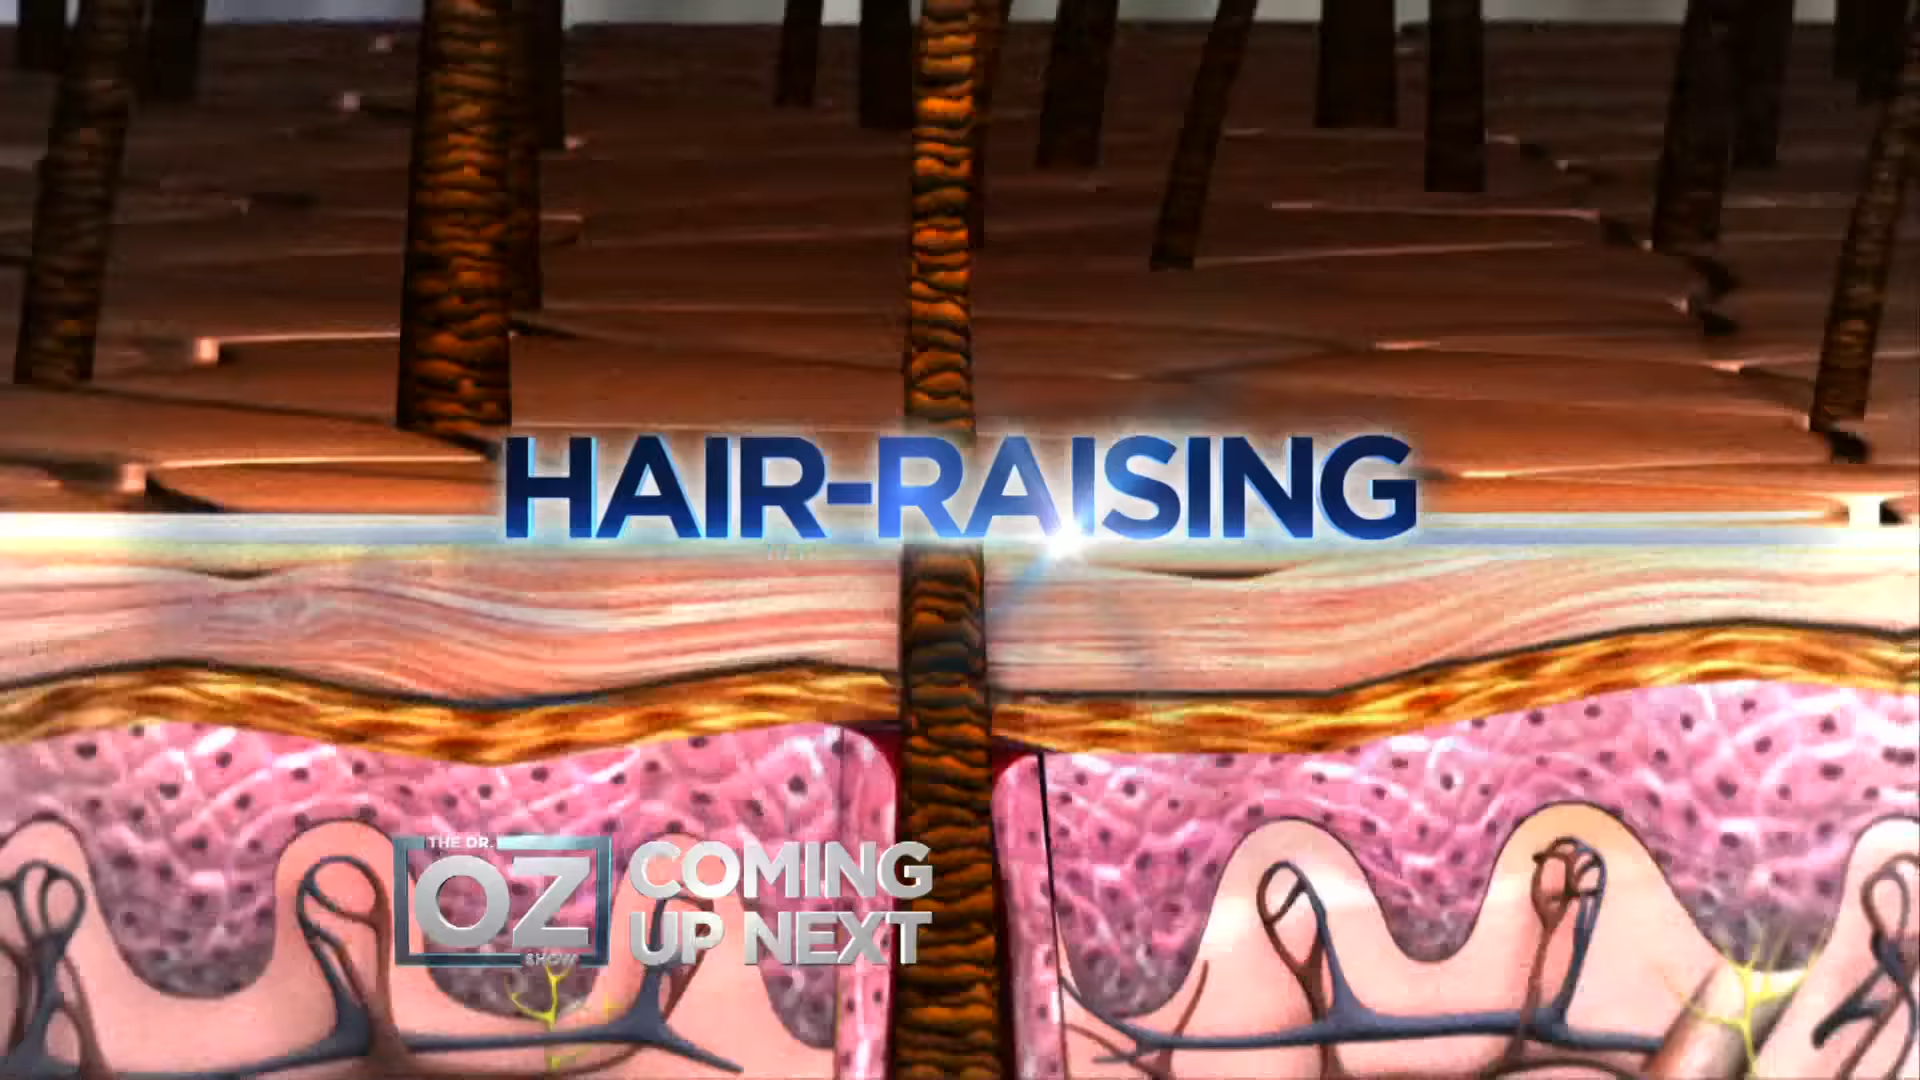 HAIR-RAISING
THE DR.
OZ
SHOW
COMING
UP NEXT